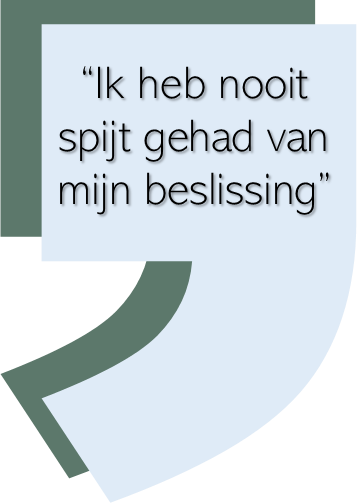 “Ik heb nooit
spijt gehad van
mijn beslissing”